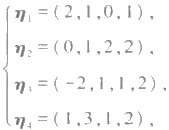 η₁ = (2, 1, 0, 1),
η₂ = (0, 1, 2, 2),
η₃ = (-2, 1, 1, 2),
η₄ = (1, 3, 1, 2),